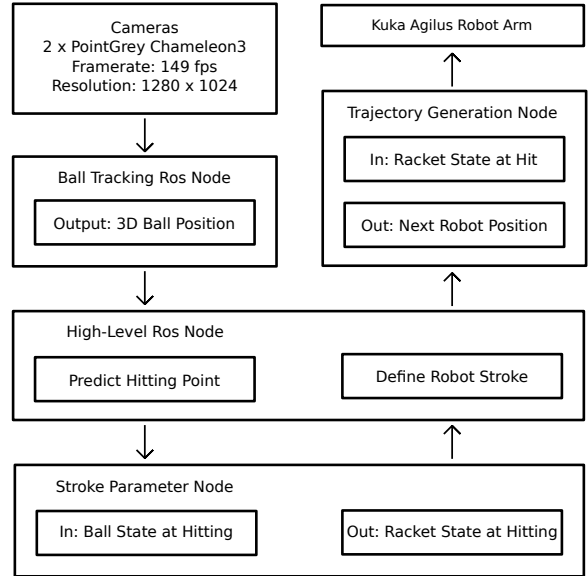 Cameras
2 x PointGrey Chameleon3
Framerate: 149 fps
Resolution: 1280 x 1024
Ball Tracking Ros Node
Output: 3D Ball Position
High-Level Ros Node
Predict Hitting Point
Stroke Parameter Node
In: Ball State at Hitting
Out: Racket State at Hitting
Define Robot Stroke
Trajectory Generation Node
In: Racket State at Hit
Out: Next Robot Position
Kuka Agilus Robot Arm